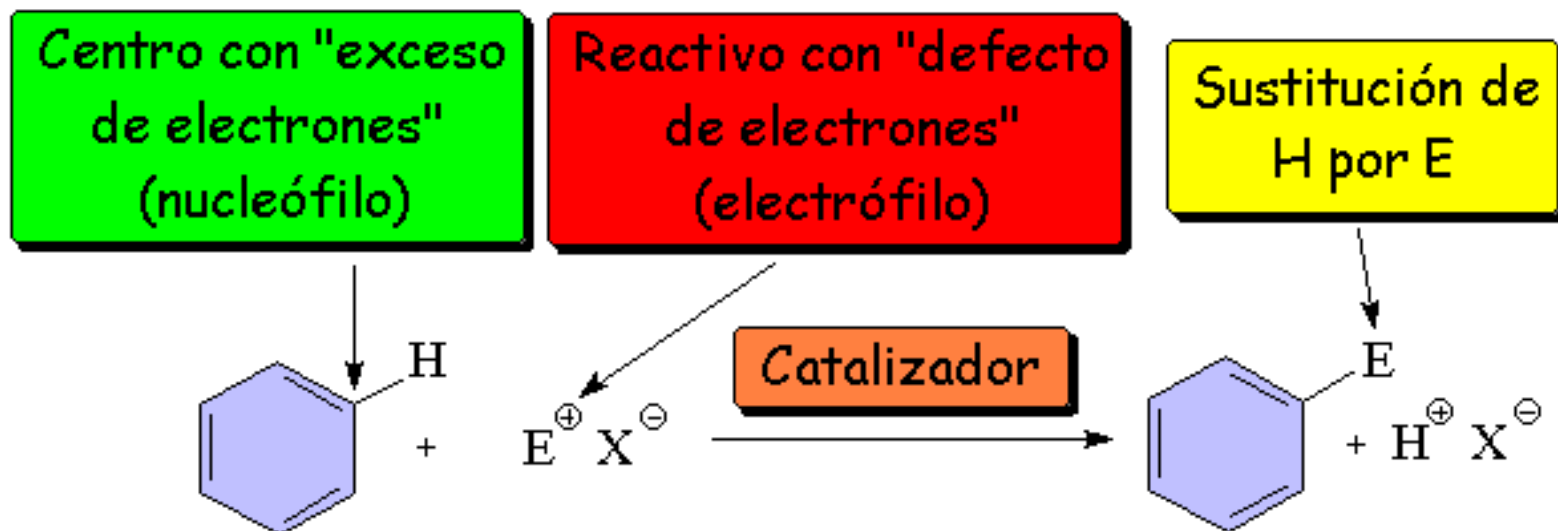 Centro con "exceso
de electrones"
(nucleófilo)
Reactivo con "defecto
de electrones"
(electrófilo)
Sustitución de
H por E
Catalizador
H
+ E⊕ X⊖
E
+ H⊕ X⊖